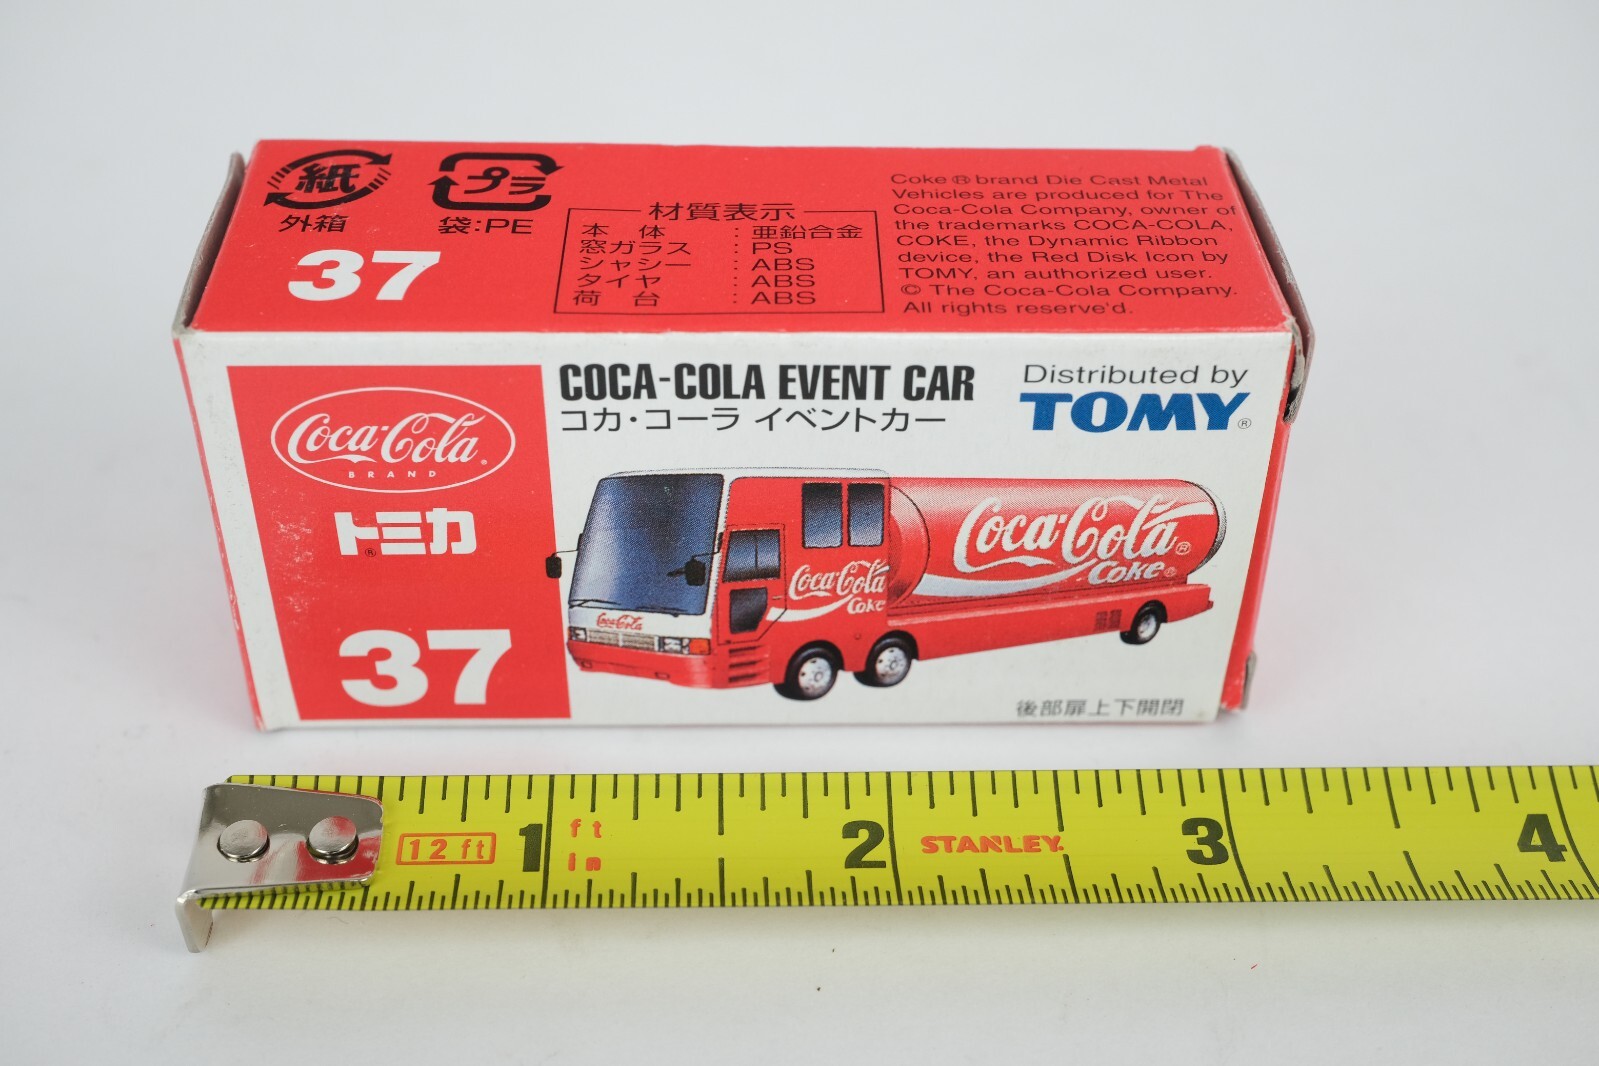 紙
外箱
プラ
袋:PE
37
材質表示
本体 : 亜鉛合金
窓ガラス : PS
シャシー : ABS
タイヤ : ABS
荷台 : ABS
Coke ® brand Die Cast Metal
Vehicles are produced for The
Coca-Cola Company, owner of
the trademarks COCA-COLA,
COKE, the Dynamic Ribbon
device, the Red Disk Icon by
TOMY, an authorized user.
© The Coca-Cola Company.
All rights reserve'd.
Coca-Cola®
BRAND
トミカ®
37
COCA-COLA EVENT CAR
コカ・コーラ イベントカー
Distributed by
TOMY®
Coca-Cola
Coca-Cola
Coke
Coca-Cola®
Coke®
後部扉上下開閉
12 ft
1
ft
in
2
STANLEY.
3
4